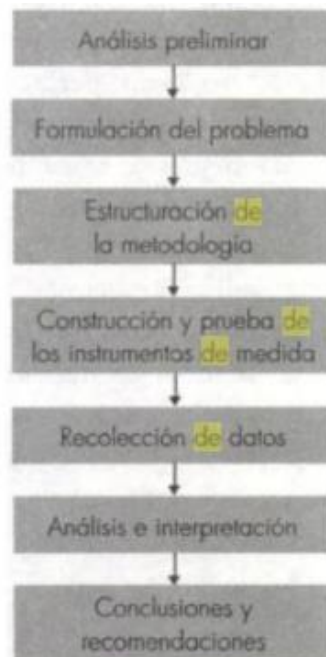 Análisis preliminar
Formulación del problema
Estructuración de
la metodología
Construcción y prueba de
los instrumentos de medida
Recolección de datos
Análisis e interpretación
Conclusiones y
recomendaciones